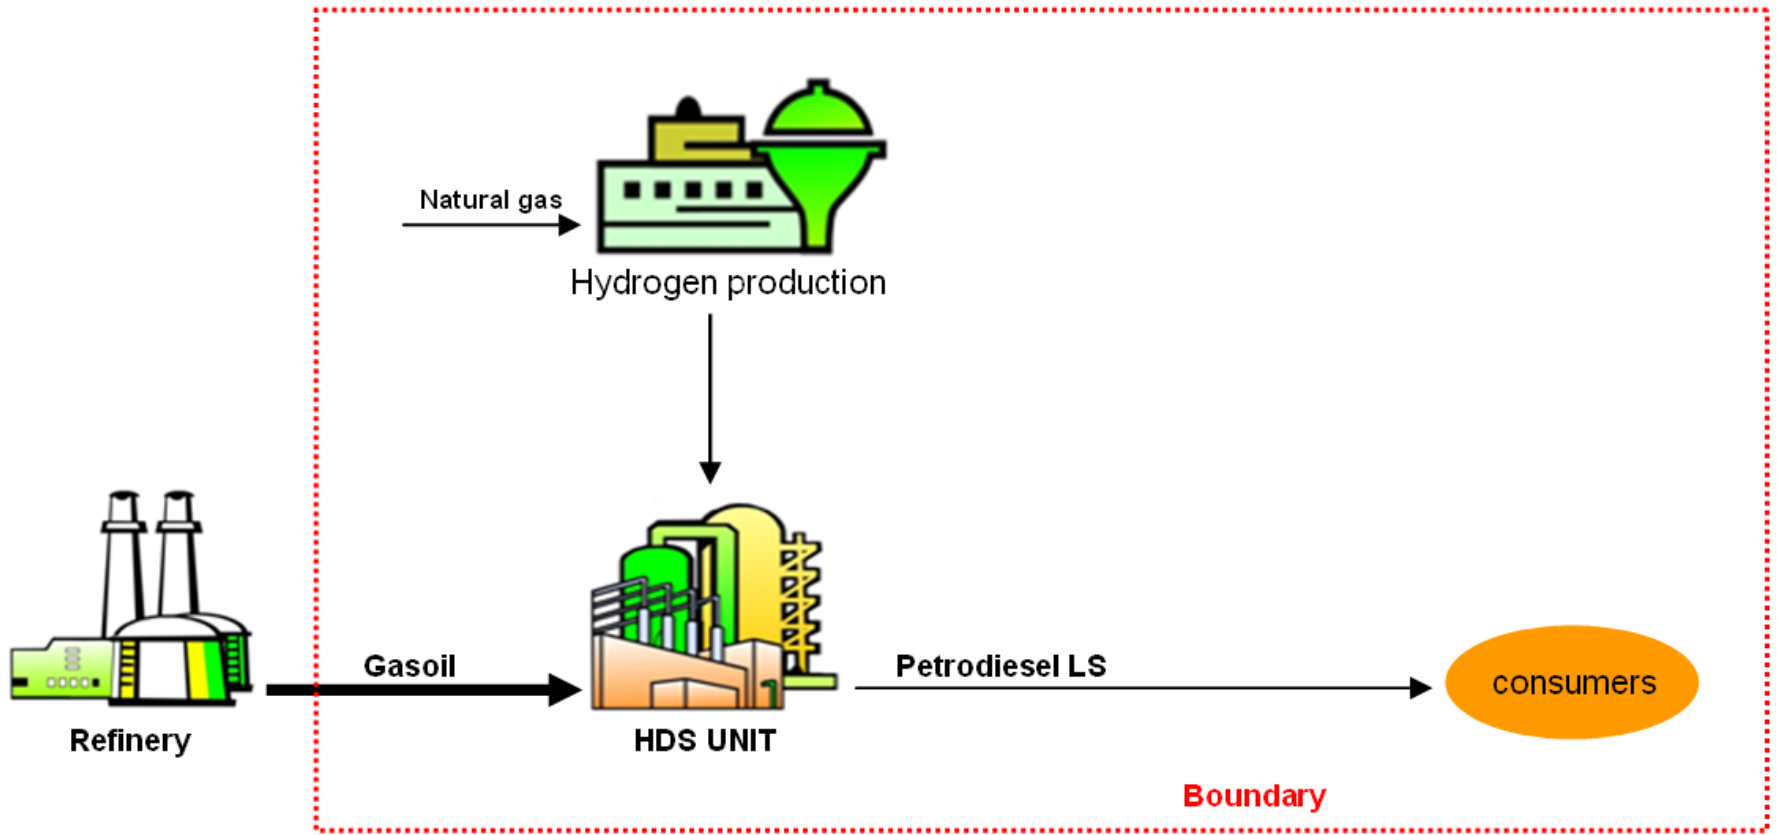 Natural gas
Hydrogen production
Gasoil
Petrodiesel LS
consumers
Refinery
HDS UNIT
Boundary